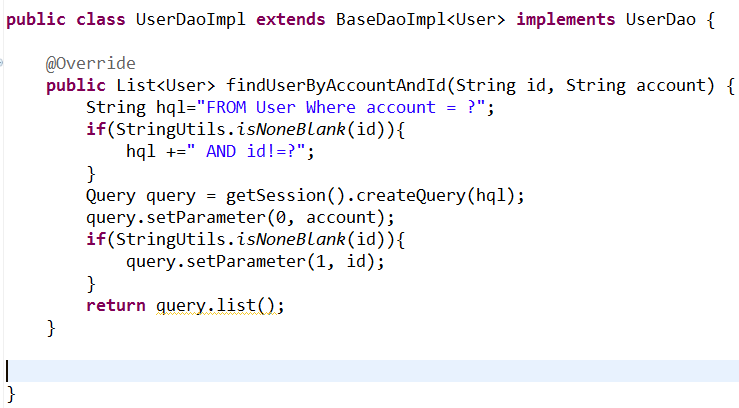 public class UserDaoImpl extends BaseDaoImpl<User> implements UserDao {
@Override
public List<User> findUserByAccountAndId(String id, String account) {
String hql="FROM User Where account = ?";
if(StringUtils.isNoneBlank(id)){
hql +=" AND id!=?";
}
Query query = getSession().createQuery(hql);
query.setParameter(0, account);
if(StringUtils.isNoneBlank(id)){
query.setParameter(1, id);
}
return query.list();
}
}